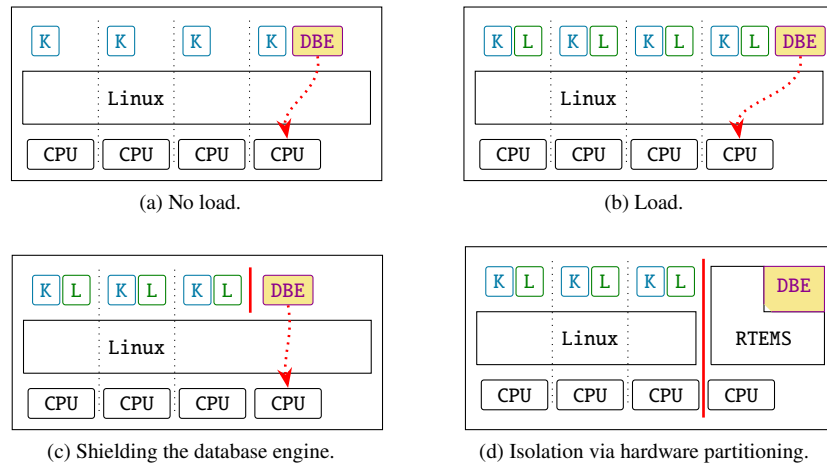 K K K K DBE
Linux
CPU CPU CPU CPU
(a) No load.
K L K L K L K L DBE
Linux
CPU CPU CPU CPU
(b) Load.
K L K L K L DBE
Linux
CPU CPU CPU CPU
(c) Shielding the database engine.
K L K L K L DBE
Linux RTEMS
CPU CPU CPU CPU
(d) Isolation via hardware partitioning.